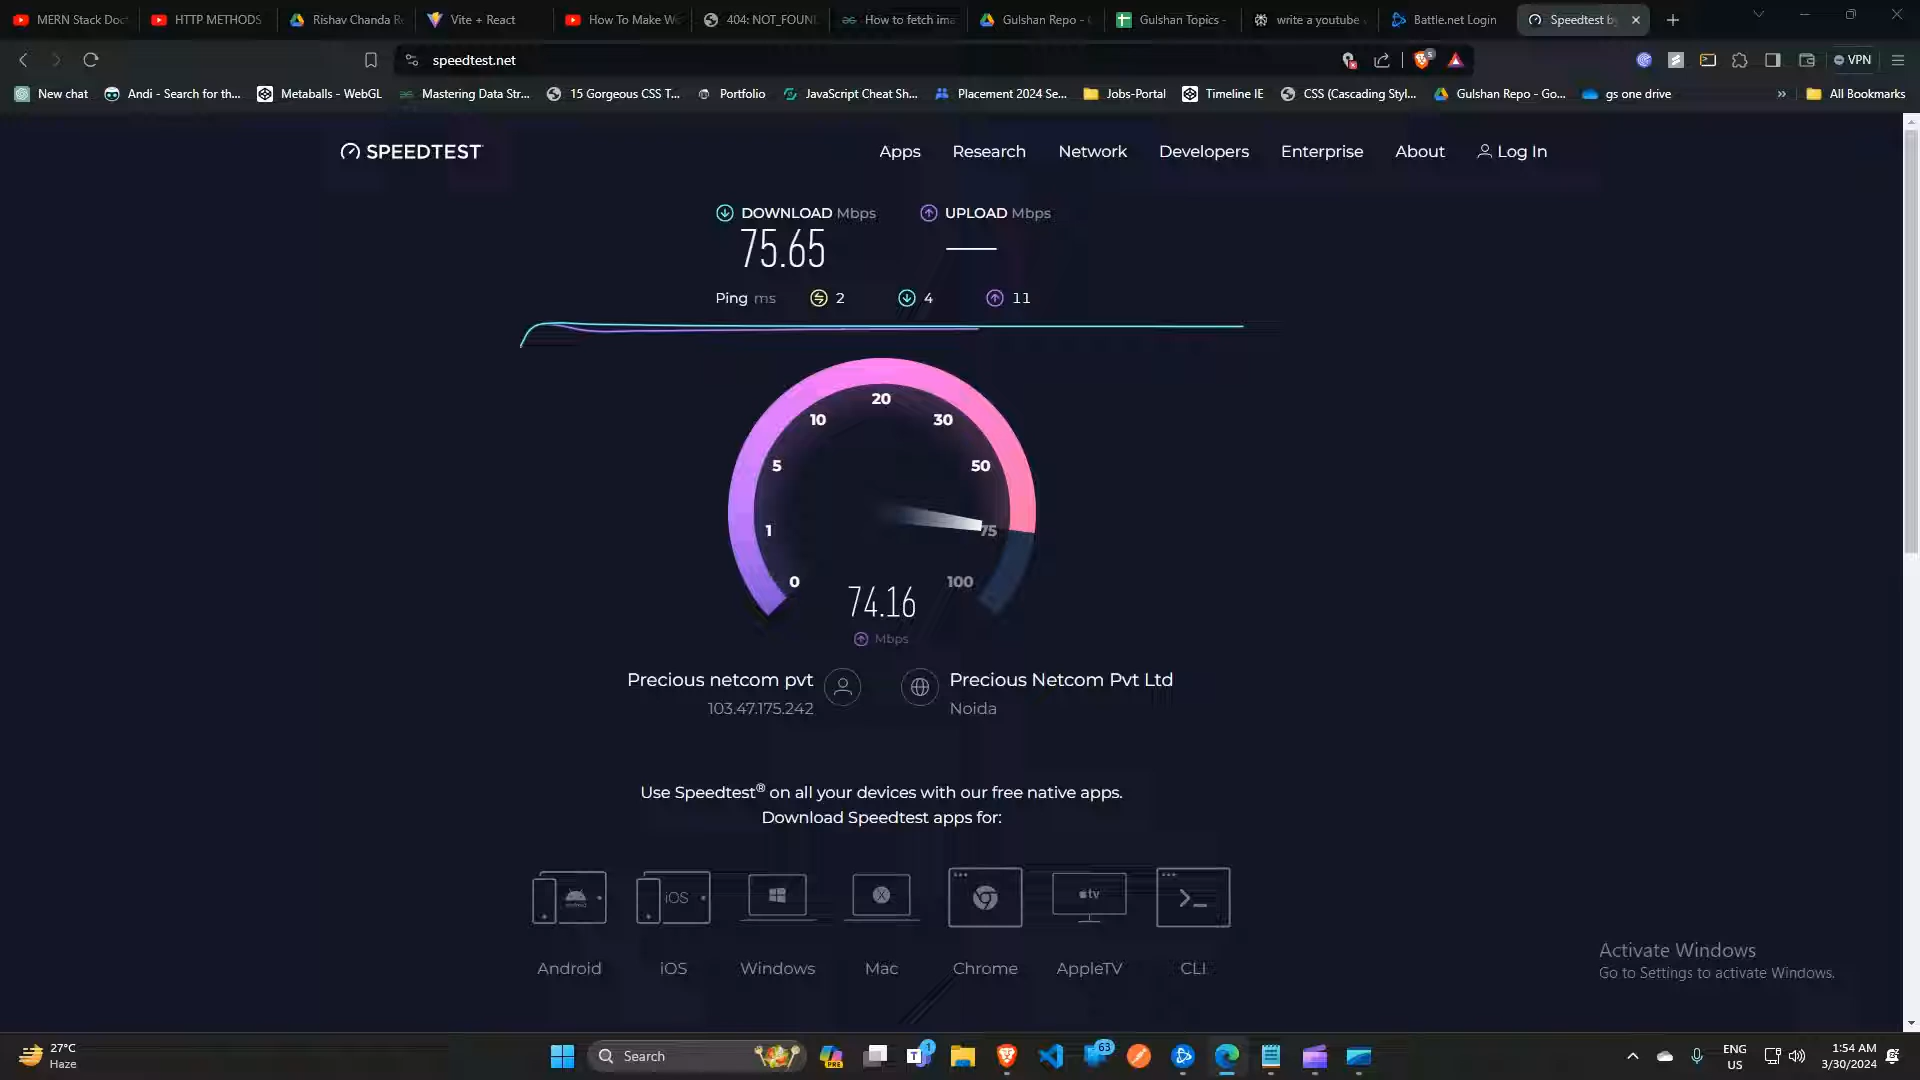 MERN Stack Doc
HTTP METHODS
Rishav Chanda R
Vite + React
How To Make W
404: NOT_FOUN
How to fetch ima
Gulshan Repo -
Gulshan Topics -
write a youtube
Battle.net Login
Speedtest b
speedtest.net
5
VPN
New chat
Andi - Search for th...
Metaballs - WebGL
Mastering Data Str...
15 Gorgeous CSS T...
Portfolio
JavaScript Cheat Sh...
Placement 2024 Se...
Jobs-Portal
Timeline IE
CSS (Cascading Styl...
Gulshan Repo - Go...
gs one drive
»
All Bookmarks
SPEEDTEST
Apps
Research
Network
Developers
Enterprise
About
Log In
DOWNLOAD Mbps
UPLOAD Mbps
75.65
Ping ms
2
4
11
0
1
5
10
20
30
50
75
100
74.16
Mbps
Precious netcom pvt
103.47.175.242
Precious Netcom Pvt Ltd
Noida
Use Speedtest® on all your devices with our free native apps.
Download Speedtest apps for:
android
iOS
X
tv
Android
iOS
Windows
Mac
Chrome
AppleTV
CLI
Activate Windows
Go to Settings to activate Windows.
27°C
Haze
Search
PRE
T
1
63
ENG
US
1:54 AM
3/30/2024